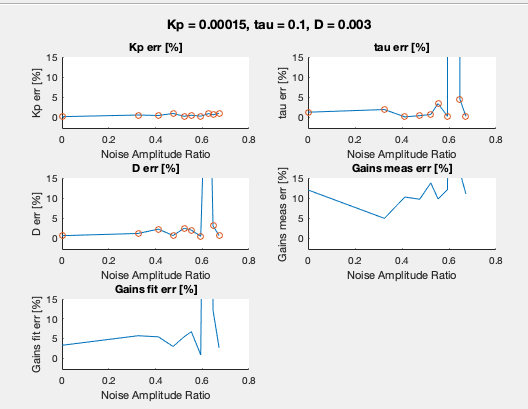 Kp = 0.00015, tau = 0.1, D = 0.003
Kp err [%]
Kp err [%]
15
10
5
0
0 0.2 0.4 0.6 0.8
Noise Amplitude Ratio
tau err [%]
tau err [%]
15
10
5
0
0 0.2 0.4 0.6 0.8
Noise Amplitude Ratio
D err [%]
D err [%]
15
10
5
0
0 0.2 0.4 0.6 0.8
Noise Amplitude Ratio
Gains meas err [%]
Gains meas err [%]
15
10
5
0
0 0.2 0.4 0.6 0.8
Noise Amplitude Ratio
Gains fit err [%]
Gains fit err [%]
15
10
5
0
0 0.2 0.4 0.6 0.8
Noise Amplitude Ratio